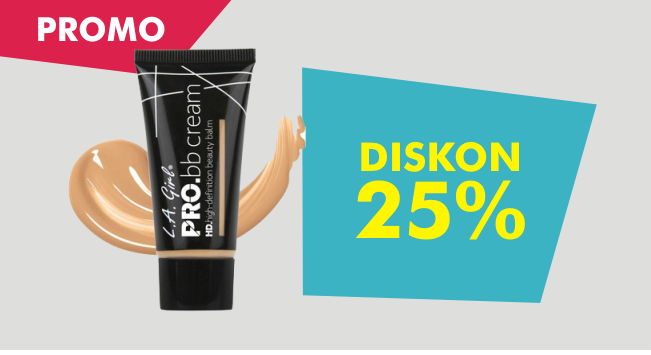 PROMO
L.A. Girl®
PRO.bb cream
HD.high-definition beauty balm
DISKON
25%